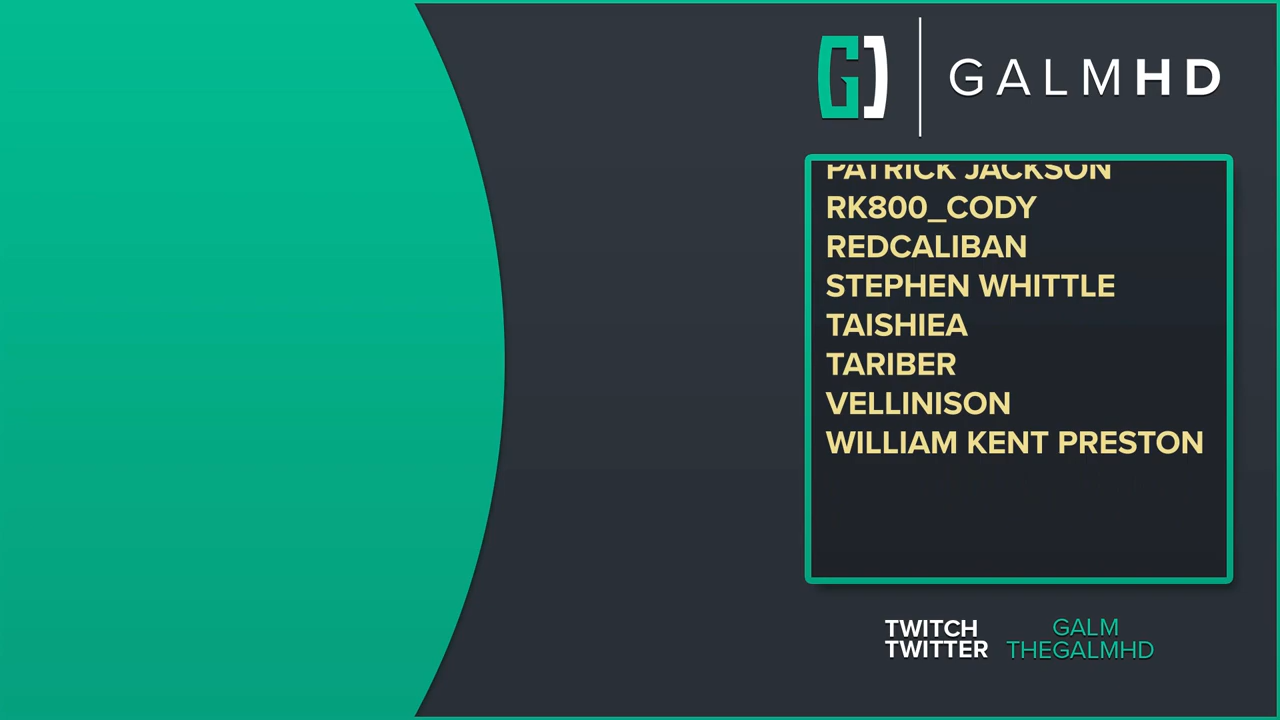 GALMHD
PATRICK JACKSON
RK800_CODY
REDCALIBAN
STEPHEN WHITTLE
TAISHIEA
TARIBER
VELLINISON
WILLIAM KENT PRESTON
TWITCH GALM
TWITTER THEGALMHD